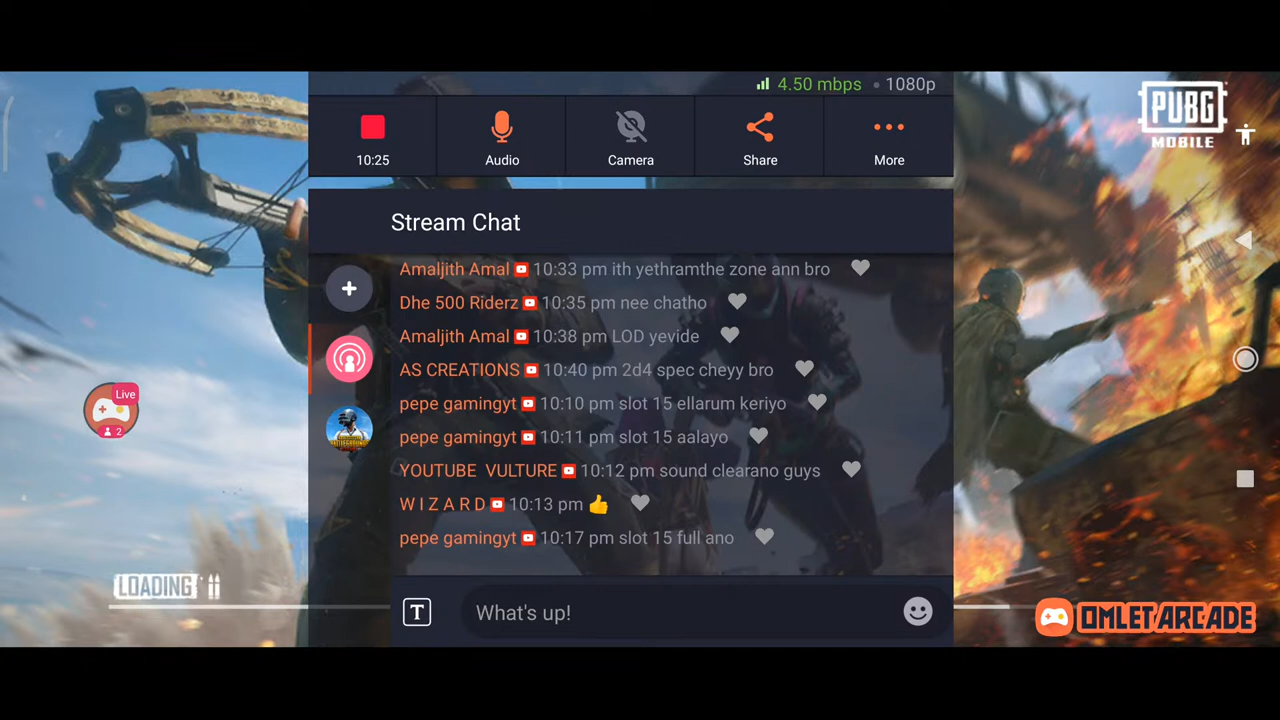 4.50 mbps • 1080p
PUBG
MOBILE
10:25
Audio
Camera
Share
More
Stream Chat
Amaljith Amal 10:33 pm ith yethramthe zone ann bro
Dhe 500 Riderz 10:35 pm nee chatho
Amaljith Amal 10:38 pm LOD yevide
AS CREATIONS 10:40 pm 2d4 spec cheyy bro
pepe gamingyt 10:10 pm slot 15 ellarum keriyo
pepe gamingyt 10:11 pm slot 15 aalayo
YOUTUBE VULTURE 10:12 pm sound clearano guys
W I Z A R D 10:13 pm 👍
pepe gamingyt 10:17 pm slot 15 full ano
Live
2
LOADING
T What's up!
OMLET ARCADE